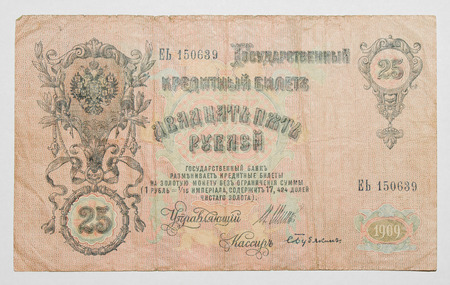 ЕЬ 150639
Государственный
25
Кредитный Билетъ
Двадцать пять
рублей
Государственный Банкъ
размѣниваетъ кредитные билеты
на золотую монету безъ ограниченія суммы
(1 рубль = 1/15 имперіала, содержитъ 17,424 долей
чистаго золота).
ЕЬ 150639
25
Управляющій
Кассиръ
1909